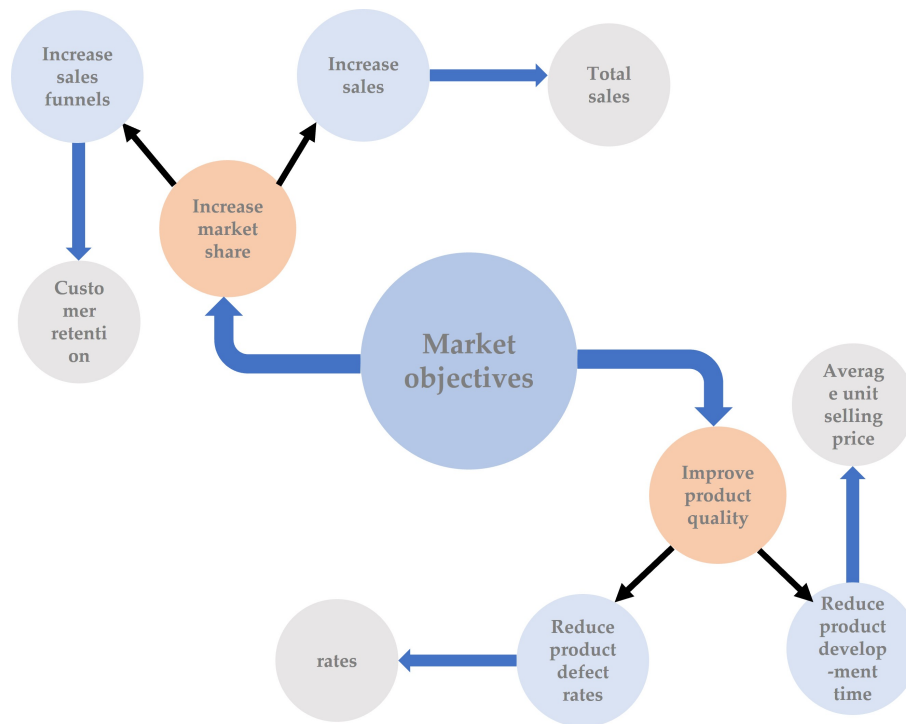 Increase
sales
funnels
Increase
sales
Total
sales
Increase
market
share
Custo
mer
retenti
on
Market
objectives
Averag
e unit
selling
price
Improve
product
quality
rates
Reduce
product
defect
rates
Reduce
product
develop
-ment
time